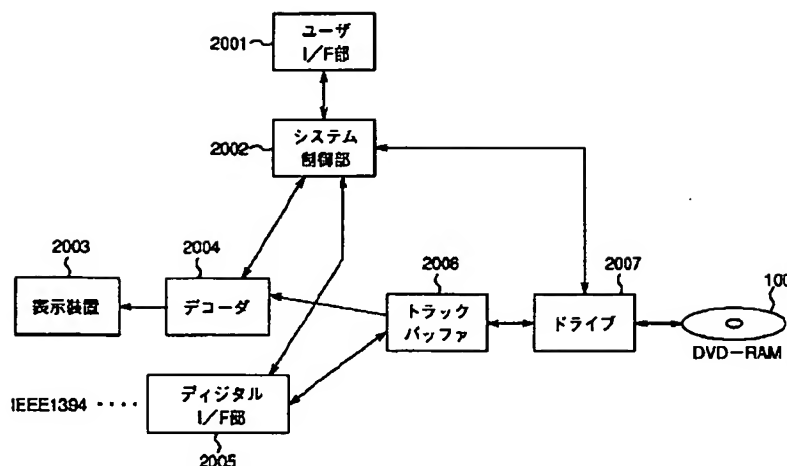 2001
ユーザ
I/F部
2002
システム
制御部
2003
表示装置
2004
デコーダ
2006
トラック
バッファ
2007
ドライブ
100
DVD-RAM
IEEE1394
ディジタル
I/F部
2005